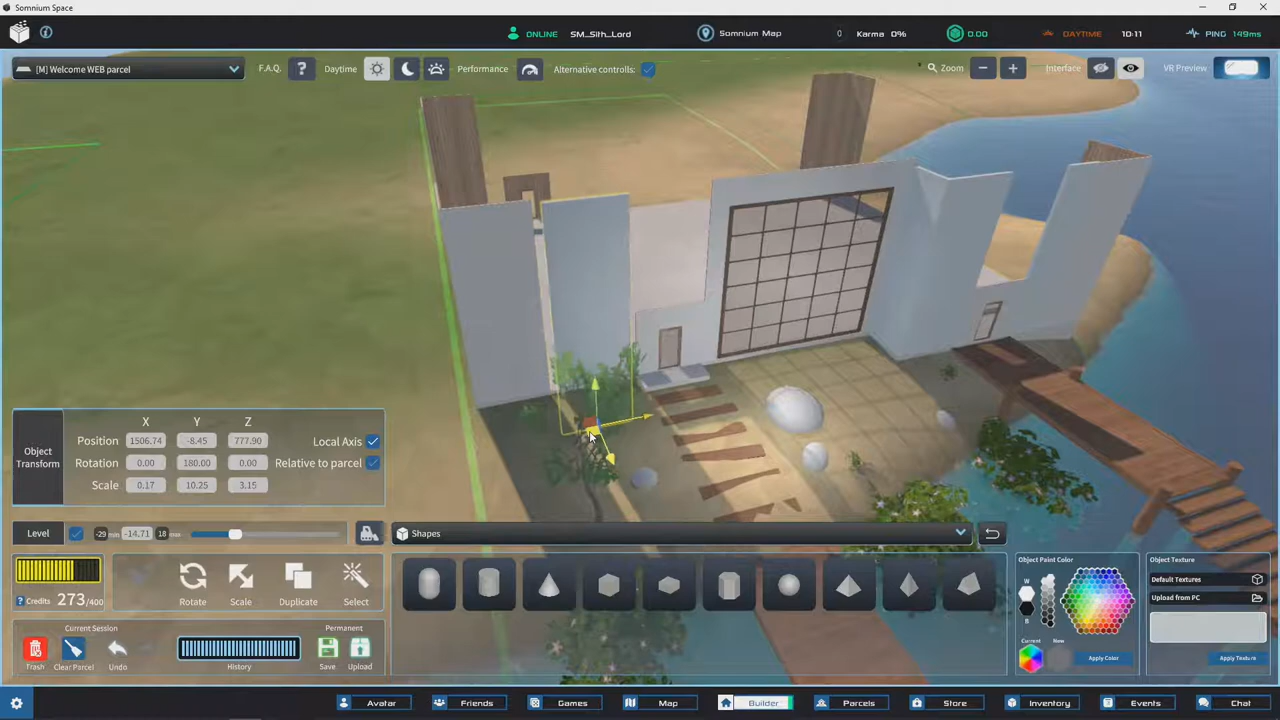 Somnium Space
ONLINE SM_Sith_Lord Somnium Map 0 Karma 0% 0.00 DAYTIME 10:11 PING 149ms
[M] Welcome WEB parcel F.A.Q. ? Daytime Performance Alternative controlls: Zoom Interface VR Preview
X Y Z
Object Transform
Position 1506.74 -8.45 777.90 Local Axis
Rotation 0.00 180.00 0.00 Relative to parcel
Scale 0.17 10.25 3.15
Level -29 min -14.71 18 max
Shapes
? Credits 273/400
Rotate Scale Duplicate Select
Current Session Permanent
Trash Clear Parcel Undo History Save Upload
Object Paint Color
W
B
Current New
Apply Color
Object Texture
Default Textures
Upload from PC
Apply Texture
Avatar Friends Games Map Builder Parcels Store Inventory Events Chat